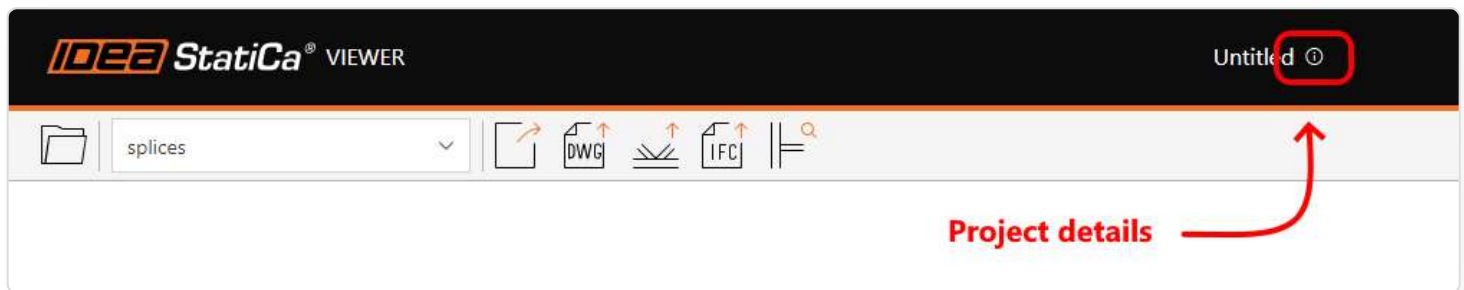 IDEA StatiCa® VIEWER
Untitled
splices
DWG
IFC
Project details